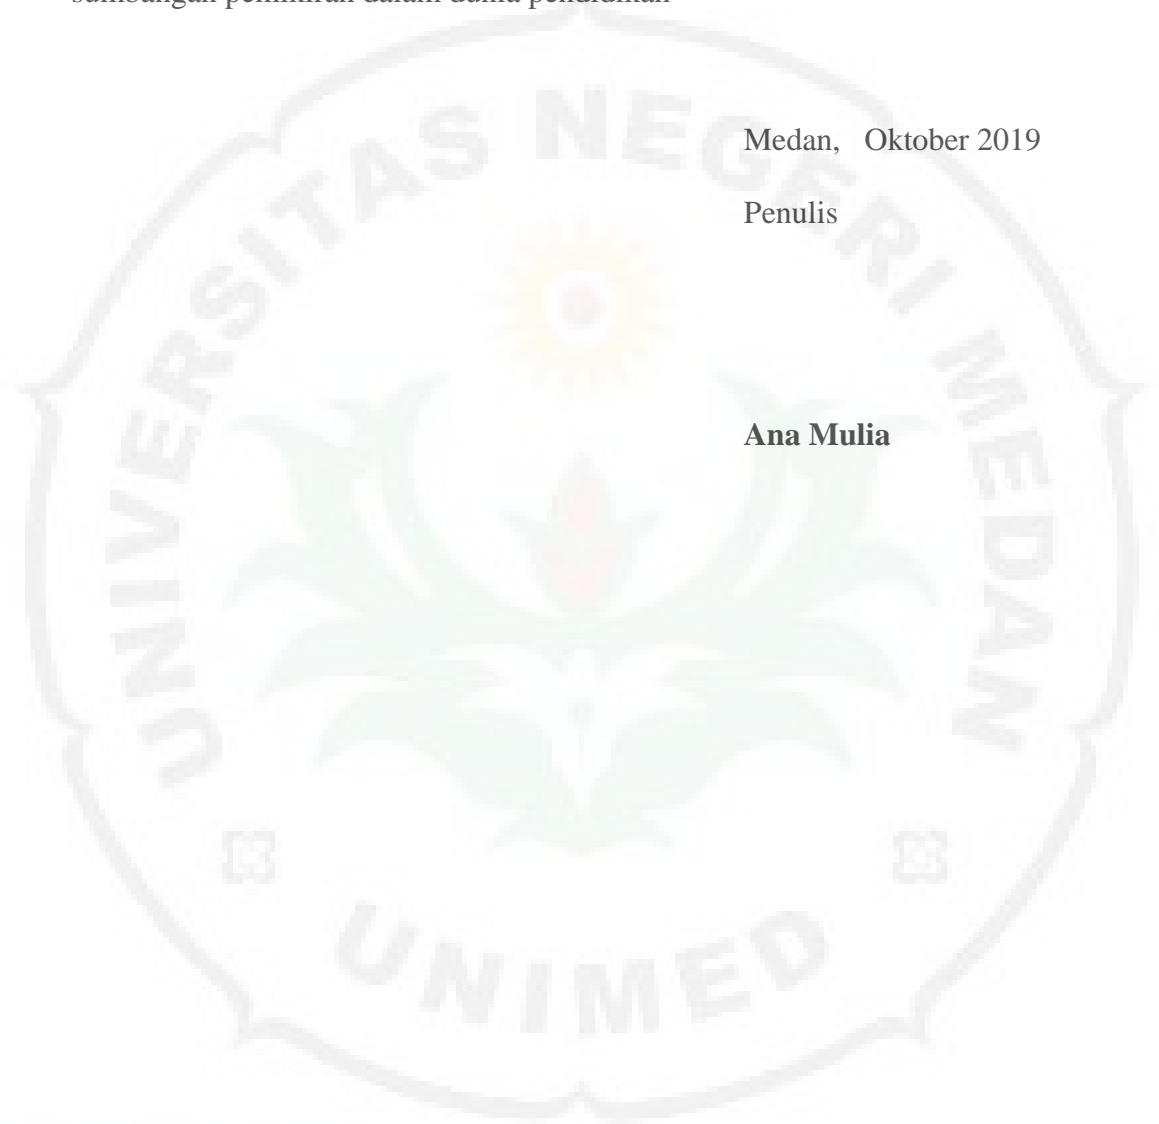 sumbangan pemikiran dalam dunia pendidikan
Medan, Oktober 2019
Penulis
Ana Mulia
UNIVERSITAS NEGERI MEDAN
UNIMED